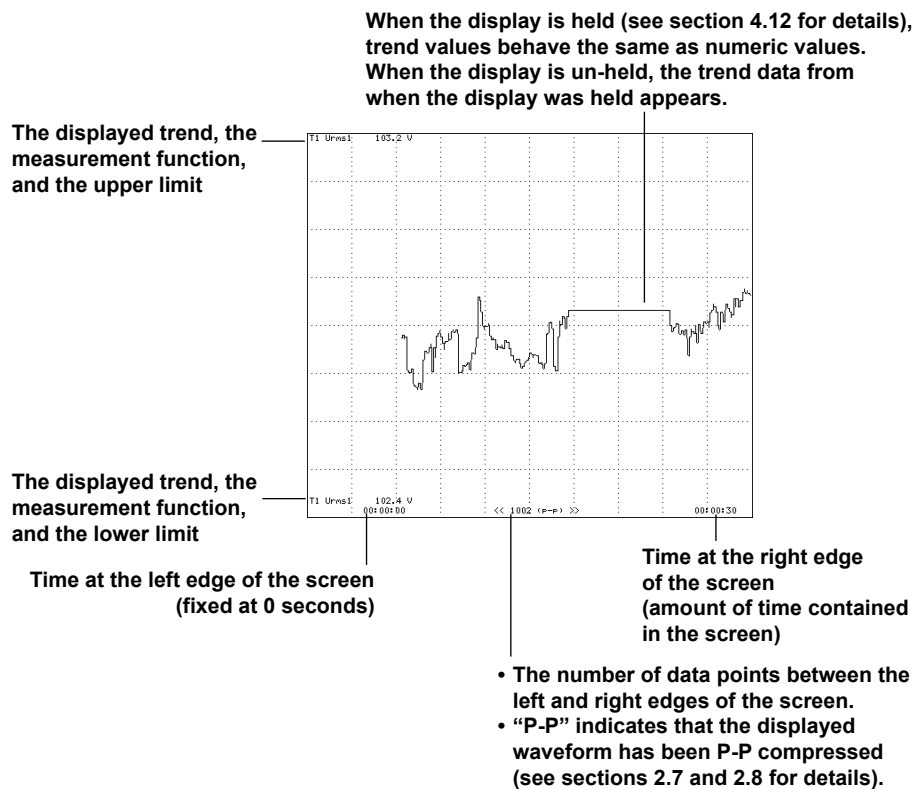 When the display is held (see section 4.12 for details),
trend values behave the same as numeric values.
When the display is un-held, the trend data from
when the display was held appears.
The displayed trend, the
measurement function,
and the upper limit
T1 Urms1 103.2 V
The displayed trend, the
measurement function,
and the lower limit
T1 Urms1 102.4 V
00:00:00 << 1002 (p-p) >> 00:00:30
Time at the left edge of the screen
(fixed at 0 seconds)
Time at the right edge
of the screen
(amount of time contained
in the screen)
• The number of data points between the
left and right edges of the screen.
• “P-P” indicates that the displayed
waveform has been P-P compressed
(see sections 2.7 and 2.8 for details).